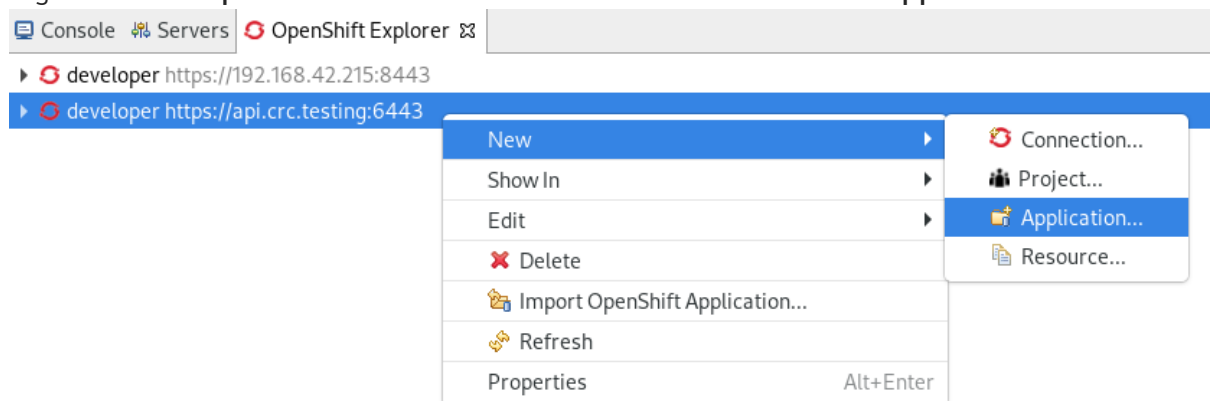 Console Servers OpenShift Explorer
developer https://192.168.42.215:8443
developer https://api.crc.testing:6443
New
Show In
Edit
Delete
Import OpenShift Application...
Refresh
Properties Alt+Enter
Connection...
Project...
Application...
Resource...